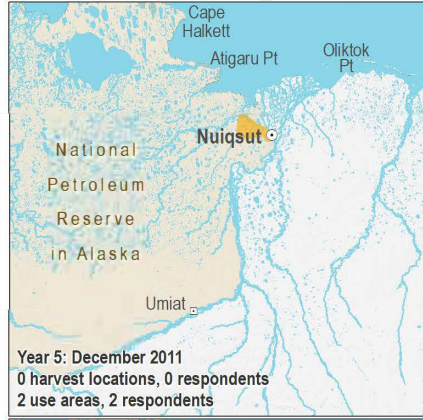 Cape
Halkett
Atigaru Pt
Oliktok
Pt
Nuiqsut
National
Petroleum
Reserve
in Alaska
Umiat
Year 5: December 2011
0 harvest locations, 0 respondents
2 use areas, 2 respondents